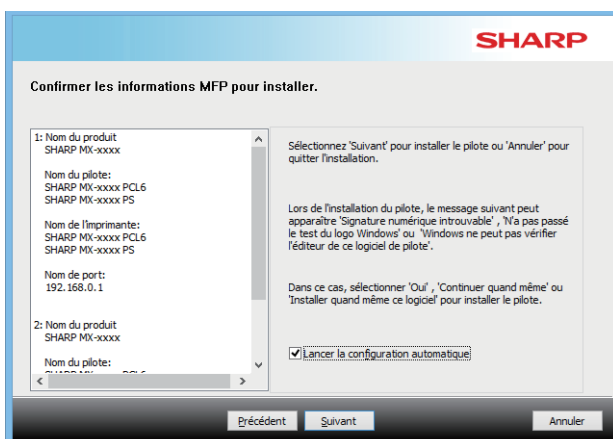 SHARP
Confirmer les informations MFP pour installer.
1: Nom du produit
SHARP MX-xxxx
Nom du pilote:
SHARP MX-xxxx PCL6
SHARP MX-xxxx PS
Nom de l'imprimante:
SHARP MX-xxxx PCL6
SHARP MX-xxxx PS
Nom de port:
192.168.0.1
2: Nom du produit
SHARP MX-xxxx
Nom du pilote:
Sélectionnez 'Suivant' pour installer le pilote ou 'Annuler' pour
quitter l'installation.
Lors de l'installation du pilote, le message suivant peut
apparaître 'Signature numérique introuvable' , 'N'a pas passé
le test du logo Windows' ou 'Windows ne peut pas vérifier
l'éditeur de ce logiciel de pilote'.
Dans ce cas, sélectionner 'Oui' , 'Continuer quand même' ou
'Installer quand même ce logiciel' pour installer le pilote.
Lancer la configuration automatique
Précédent
Suivant
Annuler